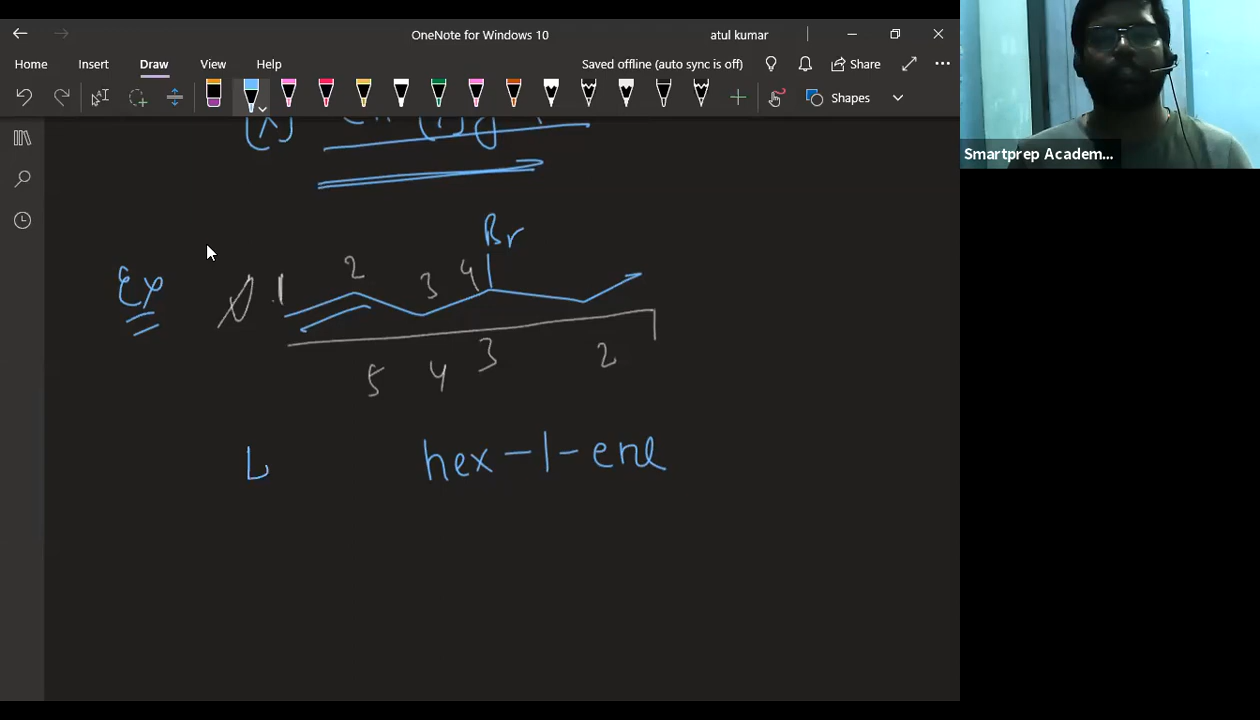 OneNote for Windows 10
atul kumar
Home Insert Draw View Help
Saved offline (auto sync is off)
Share
Shapes
Smartprep Academ...
Br
Ex 1 2 3 4
5 4 3 2
hex-1-ene